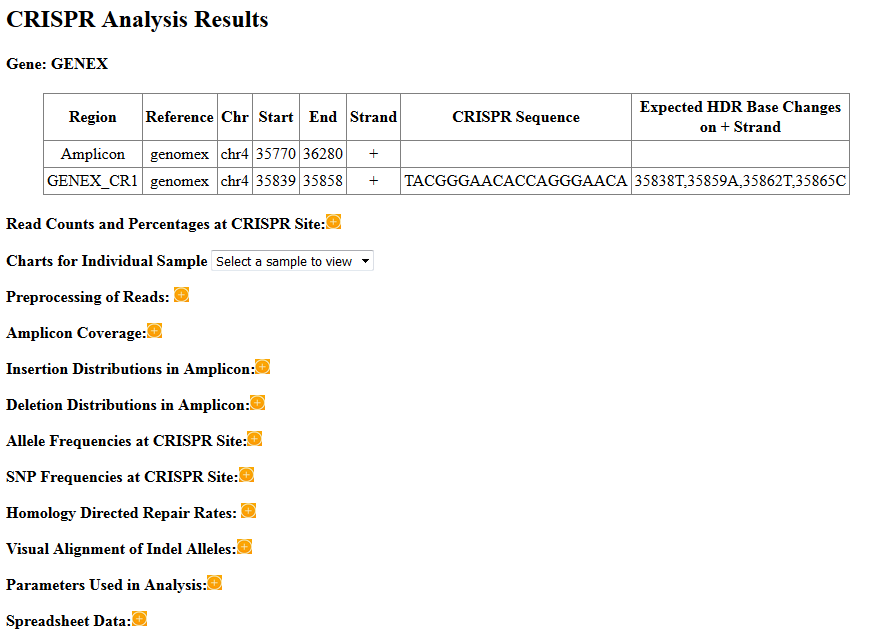 CRISPR Analysis Results
Gene: GENEX
Region Reference Chr Start End Strand CRISPR Sequence Expected HDR Base Changes
on + Strand
Amplicon genomex chr4 35770 36280 +
GENEX_CR1 genomex chr4 35839 35858 + TACGGGAACACCAGGGAACA 35838T,35859A,35862T,35865C
Read Counts and Percentages at CRISPR Site:
Charts for Individual Sample Select a sample to view
Preprocessing of Reads:
Amplicon Coverage:
Insertion Distributions in Amplicon:
Deletion Distributions in Amplicon:
Allele Frequencies at CRISPR Site:
SNP Frequencies at CRISPR Site:
Homology Directed Repair Rates:
Visual Alignment of Indel Alleles:
Parameters Used in Analysis:
Spreadsheet Data: